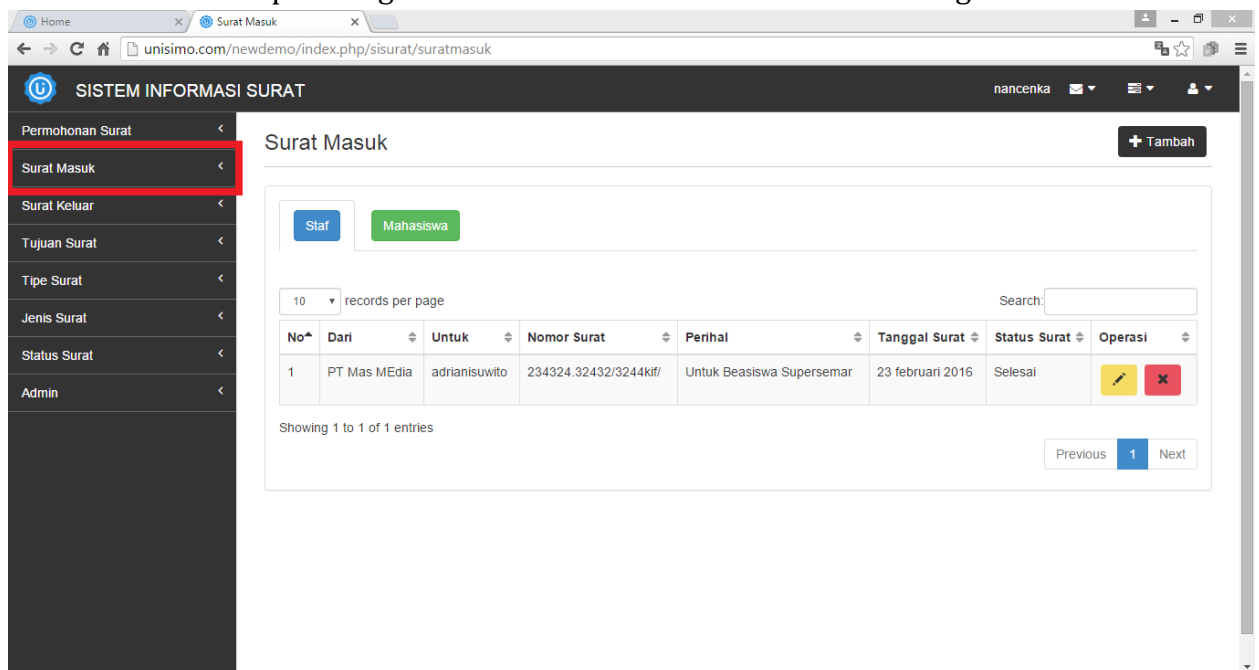 Home
Surat Masuk
unisimo.com/newdemo/index.php/sisurat/suratmasuk
SISTEM INFORMASI SURAT
nancenka
Permohonan Surat
Surat Masuk
Surat Keluar
Tujuan Surat
Tipe Surat
Jenis Surat
Status Surat
Admin
Surat Masuk
+ Tambah
Staf Mahasiswa
10 records per page
Search:
No Dari Untuk Nomor Surat Perihal Tanggal Surat Status Surat Operasi
1 PT Mas MEdia adrianisuwito 234324.32432/3244kif/ Untuk Beasiswa Supersemar 23 februari 2016 Selesai
Showing 1 to 1 of 1 entries
Previous 1 Next